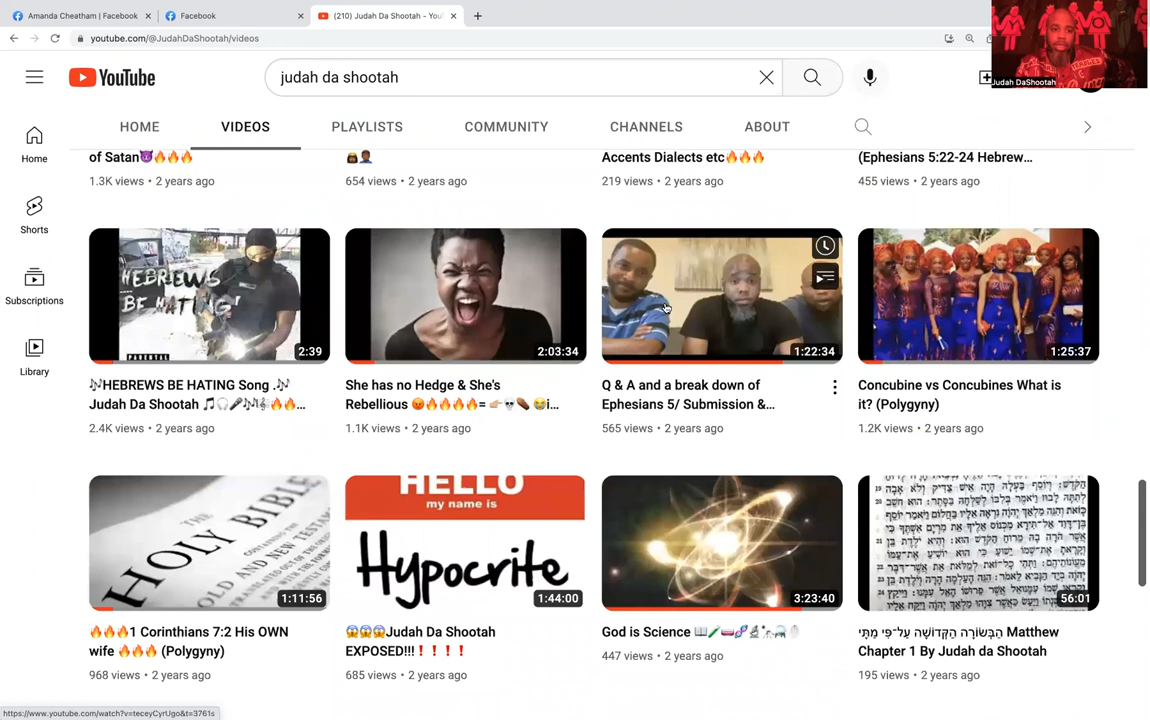 Amanda Cheatham | Facebook
Facebook
(210) Judah Da Shootah - You
youtube.com/@JudahDaShootah/videos
YouTube
judah da shootah
Judah DaShootah
HOME
VIDEOS
PLAYLISTS
COMMUNITY
CHANNELS
ABOUT
Home
Shorts
Subscriptions
Library
of Satan😈🔥🔥🔥
1.3K views • 2 years ago
654 views • 2 years ago
Accents Dialects etc🔥🔥🔥
219 views • 2 years ago
(Ephesians 5:22-24 Hebrew...
455 views • 2 years ago
HEBREWS
BE HATING'
2:39
2:03:34
1:22:34
1:25:37
🎶HEBREWS BE HATING Song .🎶
Judah Da Shootah 🎵🎧🎤🎶🎼🔥🔥...
2.4K views • 2 years ago
She has no Hedge & She's
Rebellious 😡🔥🔥🔥🔥= 👉🏼💀⚰️😭i...
1.1K views • 2 years ago
Q & A and a break down of
Ephesians 5/ Submission &...
565 views • 2 years ago
Concubine vs Concubines What is
it? (Polygyny)
1.2K views • 2 years ago
THE
HOLY BIBLE
CONTAINING THE
OLD AND NEW TESTA
1:11:56
HELLO
my name is
Hypocrite
1:44:00
3:23:40
56:01
🔥🔥🔥1 Corinthians 7:2 His OWN
wife 🔥🔥🔥 (Polygyny)
968 views • 2 years ago
😱😱😱Judah Da Shootah
EXPOSED!!!❗❗❗❗
685 views • 2 years ago
God is Science
447 views • 2 years ago
הַבְּשׂוֹרָה הַקְּדוֹשָׁה עַל־פִּי מַתָּי Matthew
Chapter 1 By Judah da Shootah
195 views • 2 years ago
https://www.youtube.com/watch?v=teceyCyrUgo&t=3761s